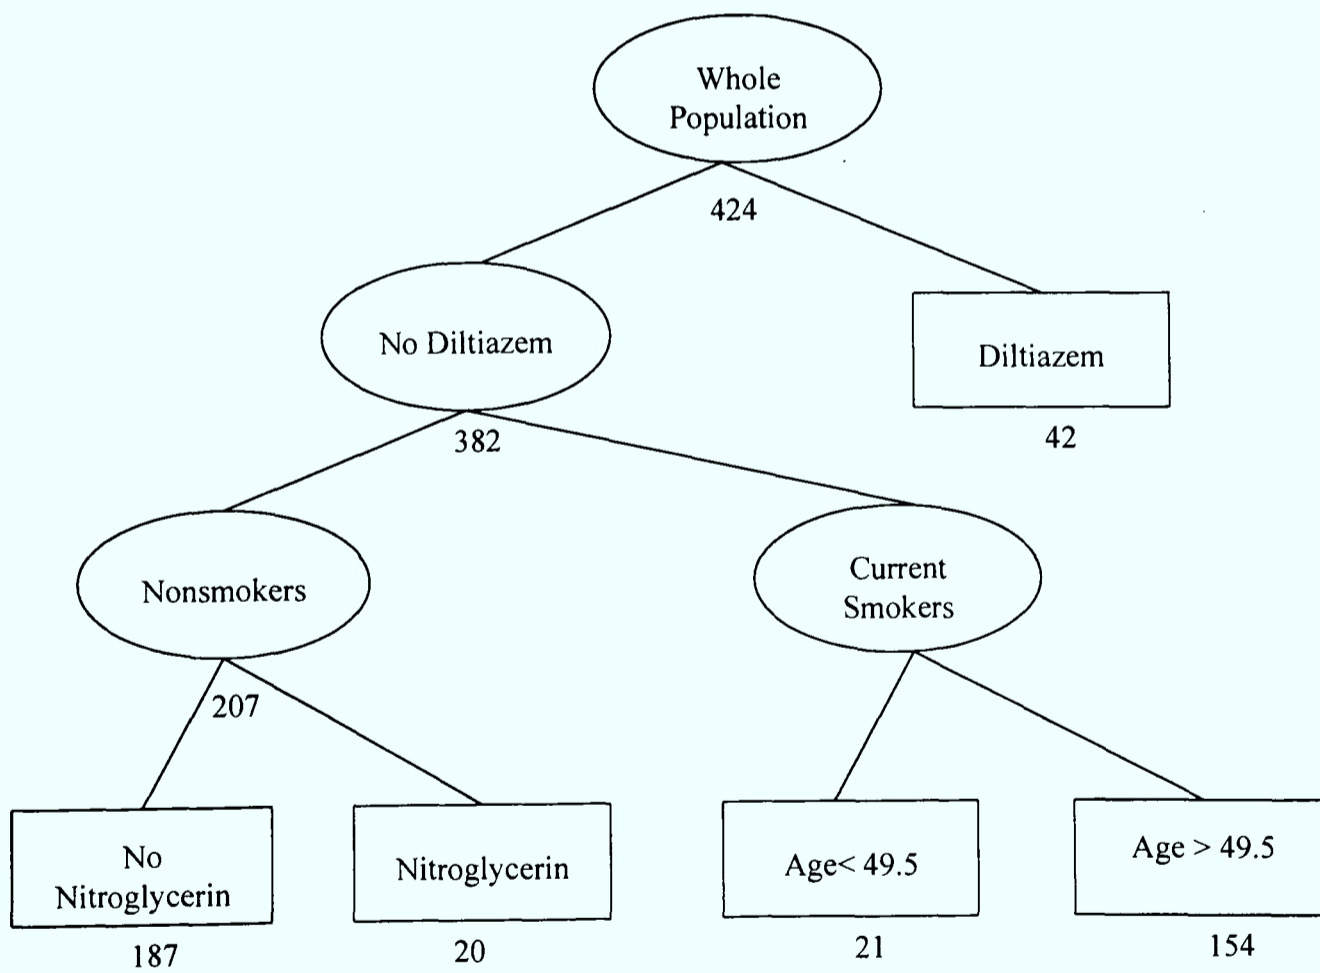 Whole
Population
424
No Diltiazem
382
Diltiazem
42
Nonsmokers
207
Current
Smokers
No
Nitroglycerin
187
Nitroglycerin
20
Age< 49.5
21
Age > 49.5
154